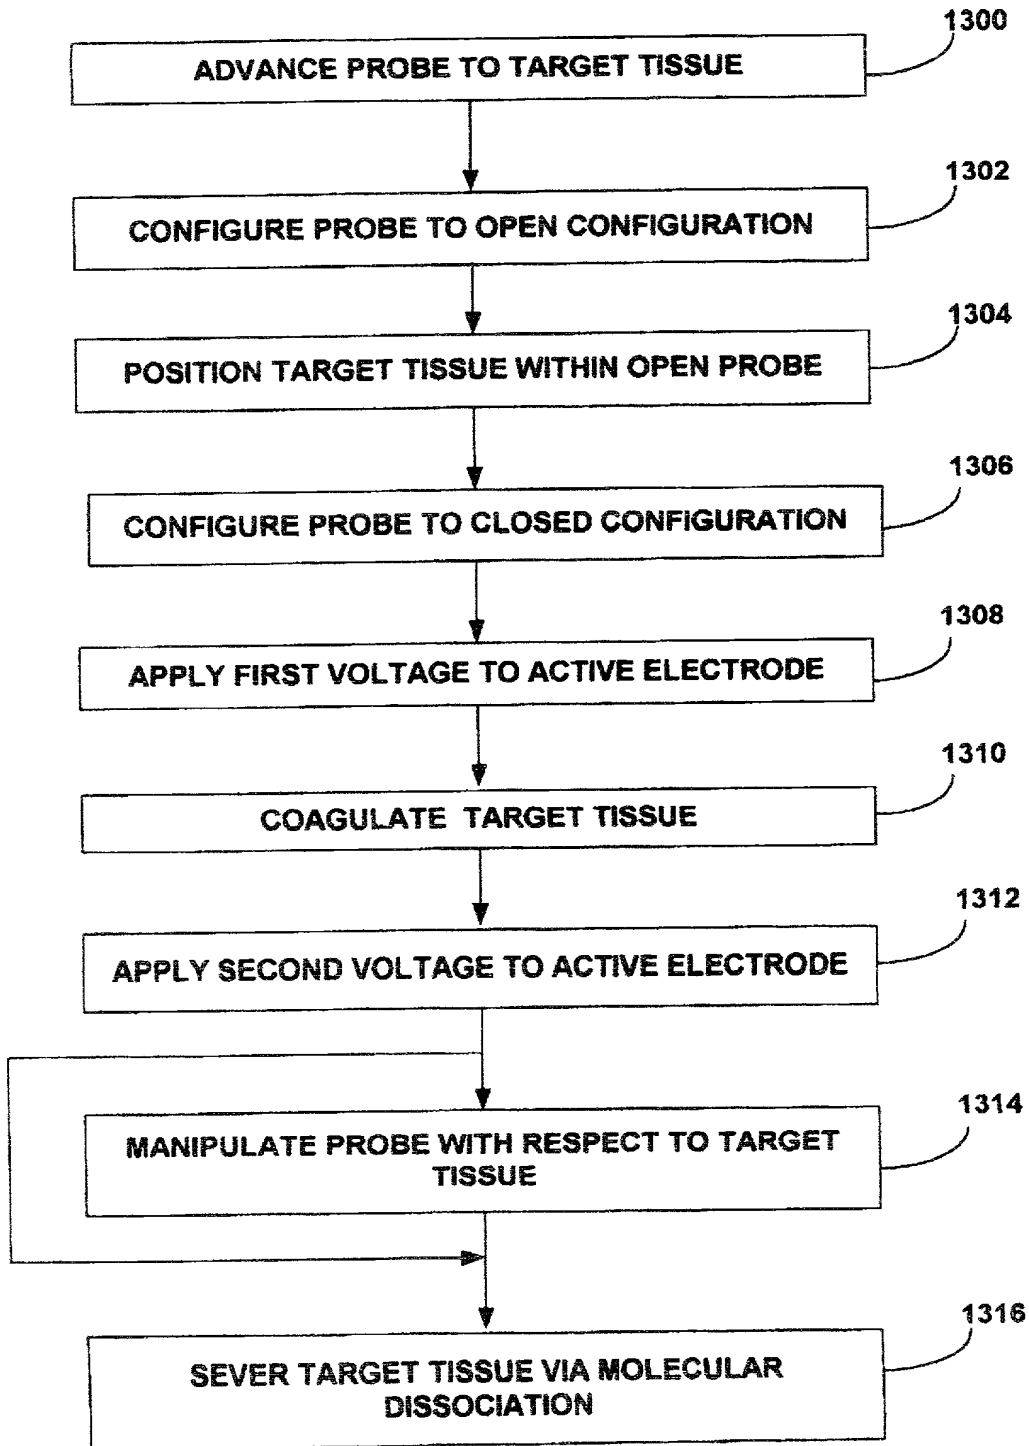 1300
ADVANCE PROBE TO TARGET TISSUE
1302
CONFIGURE PROBE TO OPEN CONFIGURATION
1304
POSITION TARGET TISSUE WITHIN OPEN PROBE
1306
CONFIGURE PROBE TO CLOSED CONFIGURATION
1308
APPLY FIRST VOLTAGE TO ACTIVE ELECTRODE
1310
COAGULATE TARGET TISSUE
1312
APPLY SECOND VOLTAGE TO ACTIVE ELECTRODE
1314
MANIPULATE PROBE WITH RESPECT TO TARGET
TISSUE
1316
SEVER TARGET TISSUE VIA MOLECULAR
DISSOCIATION